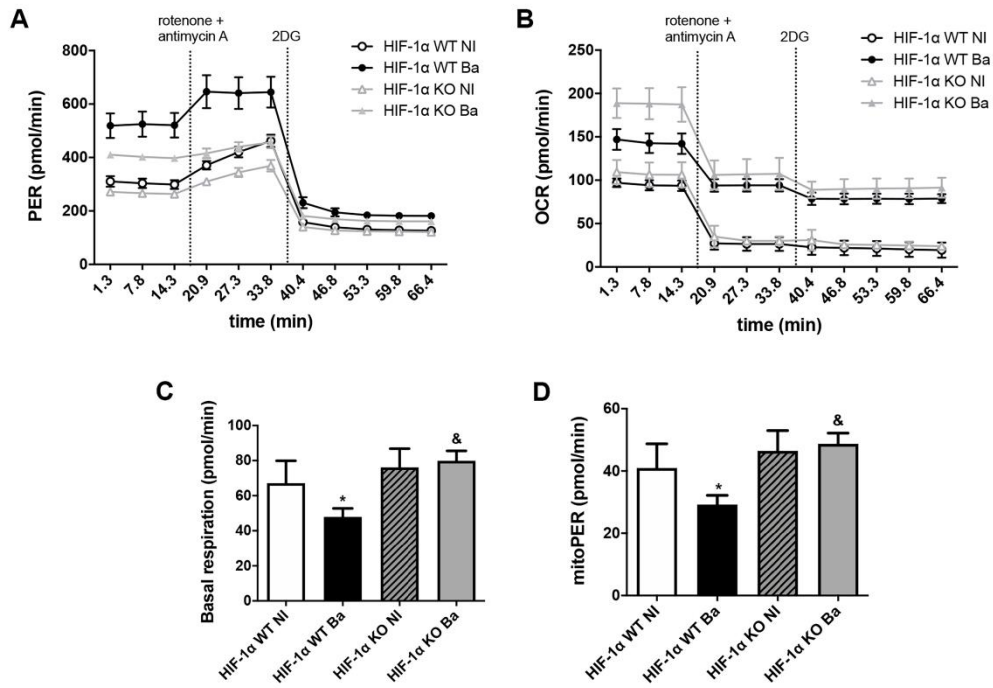 A
rotenone +
antimycin A
2DG
HIF-1α WT NI
HIF-1α WT Ba
HIF-1α KO NI
HIF-1α KO Ba
PER (pmol/min)
800
600
400
200
0
1.3 7.8 14.3 20.9 27.3 33.8 40.4 46.8 53.3 59.8 66.4
time (min)
B
rotenone +
antimycin A
2DG
HIF-1α WT NI
HIF-1α WT Ba
HIF-1α KO NI
HIF-1α KO Ba
OCR (pmol/min)
250
200
150
100
50
0
1.3 7.8 14.3 20.9 27.3 33.8 40.4 46.8 53.3 59.8 66.4
time (min)
C
Basal respiration (pmol/min)
100
80
60
40
20
0
*
&
HIF-1α WT NI
HIF-1α WT Ba
HIF-1α KO NI
HIF-1α KO Ba
D
mitoPER (pmol/min)
60
40
20
0
*
&
HIF-1α WT NI
HIF-1α WT Ba
HIF-1α KO NI
HIF-1α KO Ba